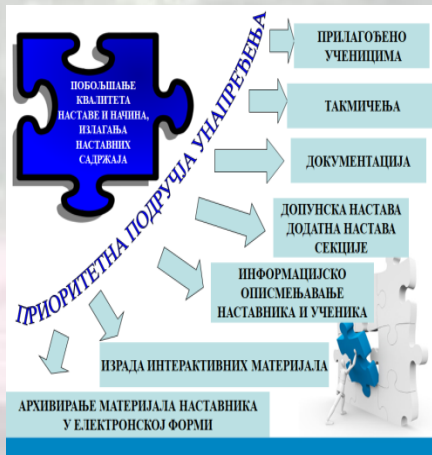 ПОБОЉШАЊЕ
КВАЛИТЕТА
НАСТАВЕ И НАЧИНА,
ИЗЛАГАЊА
НАСТАВНИХ
САДРЖАЈА
ПРИОРИТЕТНА ПОДРУЧЈА УНАПРЕЂЕЊА
ПРИЛАГОЂЕНО
УЧЕНИЦИМА
ТАКМИЧЕЊА
ДОКУМЕНТАЦИЈА
ДОПУНСКА НАСТАВА
ДОДАТНА НАСТАВА
СЕКЦИЈЕ
ИНФОРМАЦИЈСКО
ОПИСМЕЊАВАЊЕ
НАСТАВНИКА И УЧЕНИКА
ИЗРАДА ИНТЕРАКТИВНИХ МАТЕРИЈАЛА
АРХИВИРАЊЕ МАТЕРИЈАЛА НАСТАВНИКА
У ЕЛЕКТРОНСКОЈ ФОРМИ